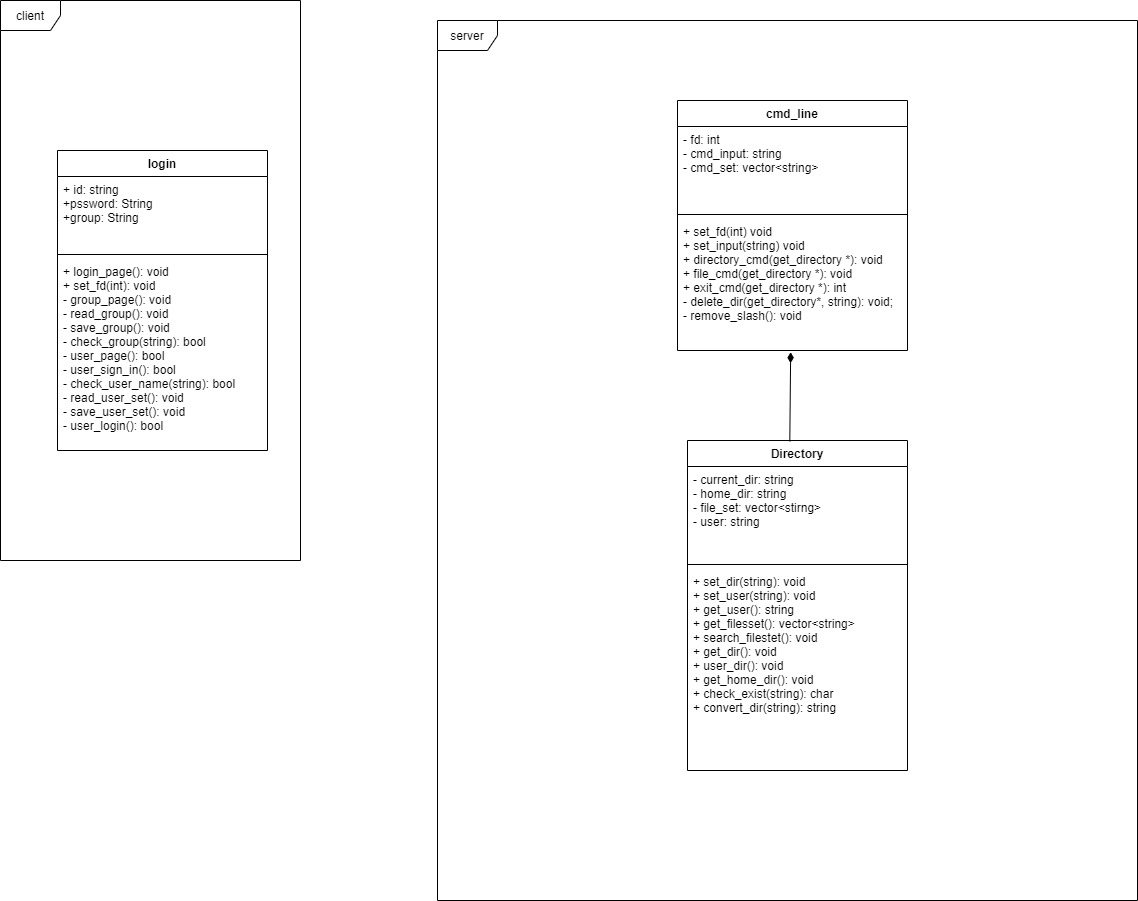 client
login
+ id: string
+pssword: String
+group: String
+ login_page(): void
+ set_fd(int): void
- group_page(): void
- read_group(): void
- save_group(): void
- check_group(string): bool
- user_page(): bool
- user_sign_in(): bool
- check_user_name(string): bool
- read_user_set(): void
- save_user_set(): void
- user_login(): bool
server
cmd_line
- fd: int
- cmd_input: string
- cmd_set: vector<string>
+ set_fd(int) void
+ set_input(string) void
+ directory_cmd(get_directory *): void
+ file_cmd(get_directory *): void
+ exit_cmd(get_directory *): int
- delete_dir(get_directory*, string): void;
- remove_slash(): void
Directory
- current_dir: string
- home_dir: string
- file_set: vector<stirng>
- user: string
+ set_dir(string): void
+ set_user(string): void
+ get_user(): string
+ get_filesset(): vector<string>
+ search_filestet(): void
+ get_dir(): void
+ user_dir(): void
+ get_home_dir(): void
+ check_exist(string): char
+ convert_dir(string): string